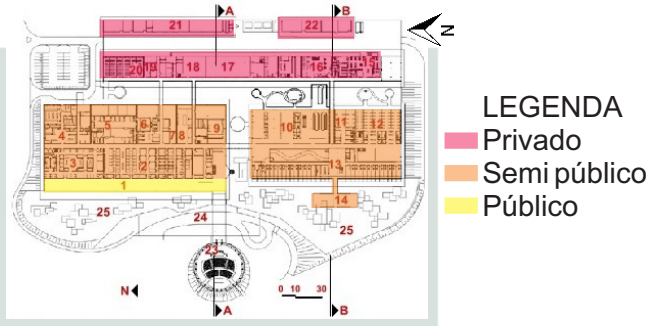 A B
21 22
N
20 19 18 17 16 15
4 5 6 7 8 9 10 11 12
3 2 13
1
14
25 24 25
23
N
0 10 30
A B
LEGENDA
Privado
Semi público
Público